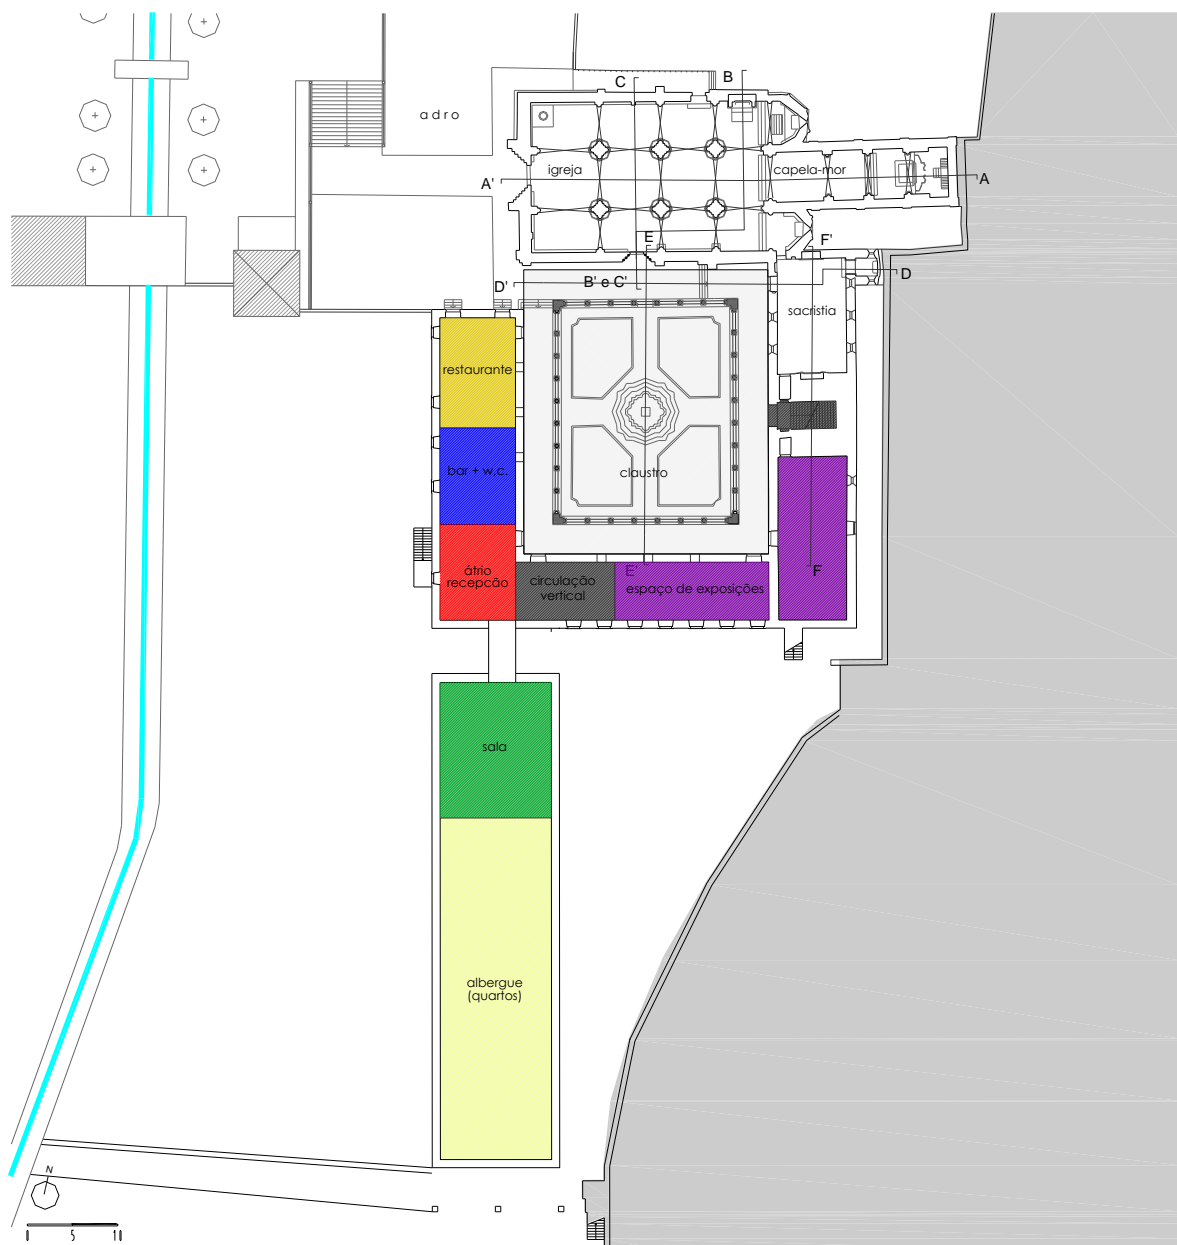 C
B
adro
igreja
capela-mor
A'
A
E
F'
D'
B' e C'
D
sacristia
restaurante
bar + w.c.
claustro
átrio
recepcão
circulação
vertical
E'
espaço de exposições
F
sala
albergue
(quartos)
N
0 5 10